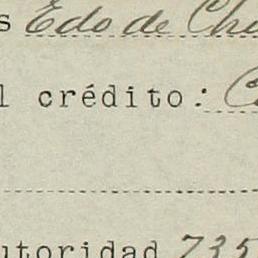 s Edo de Ch
l crédito: C
utoridad 735